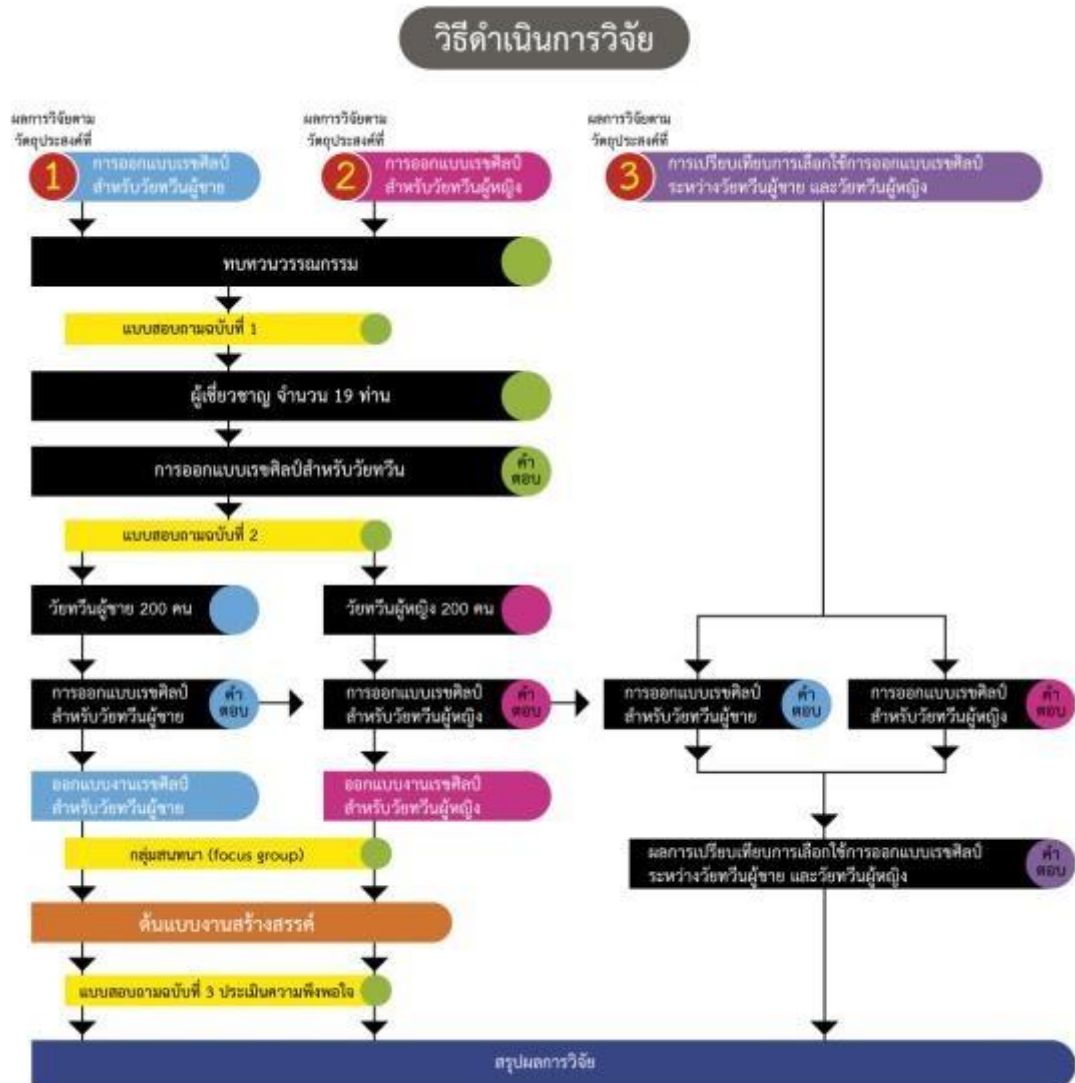 วิธีดำเนินการวิจัย
ผลการวิจัยตาม
วัตถุประสงค์ที่
1
การออกแบบเรขศิลป์
สำหรับวัยทวีนผู้ชาย
ผลการวิจัยตาม
วัตถุประสงค์ที่
2
การออกแบบเรขศิลป์
สำหรับวัยทวีนผู้หญิง
ผลการวิจัยตาม
วัตถุประสงค์ที่
3
การเปรียบเทียบการเลือกใช้การออกแบบเรขศิลป์
ระหว่างวัยทวีนผู้ชาย และวัยทวีนผู้หญิง
ทบทวนวรรณกรรม
แบบสอบถามฉบับที่ 1
ผู้เชี่ยวชาญ จำนวน 19 ท่าน
การออกแบบเรขศิลป์สำหรับวัยทวีน
คำ
ตอบ
แบบสอบถามฉบับที่ 2
วัยทวีนผู้ชาย 200 คน
วัยทวีนผู้หญิง 200 คน
การออกแบบเรขศิลป์
สำหรับวัยทวีนผู้ชาย
คำ
ตอบ
การออกแบบเรขศิลป์
สำหรับวัยทวีนผู้หญิง
คำ
ตอบ
การออกแบบเรขศิลป์
สำหรับวัยทวีนผู้ชาย
คำ
ตอบ
การออกแบบเรขศิลป์
สำหรับวัยทวีนผู้หญิง
คำ
ตอบ
ออกแบบงานเรขศิลป์
สำหรับวัยทวีนผู้ชาย
ออกแบบงานเรขศิลป์
สำหรับวัยทวีนผู้หญิง
กลุ่มสนทนา (focus group)
ผลการเปรียบเทียบการเลือกใช้การออกแบบเรขศิลป์
ระหว่างวัยทวีนผู้ชาย และวัยทวีนผู้หญิง
คำ
ตอบ
ต้นแบบงานสร้างสรรค์
แบบสอบถามฉบับที่ 3 ประเมินความพึงพอใจ
สรุปผลการวิจัย